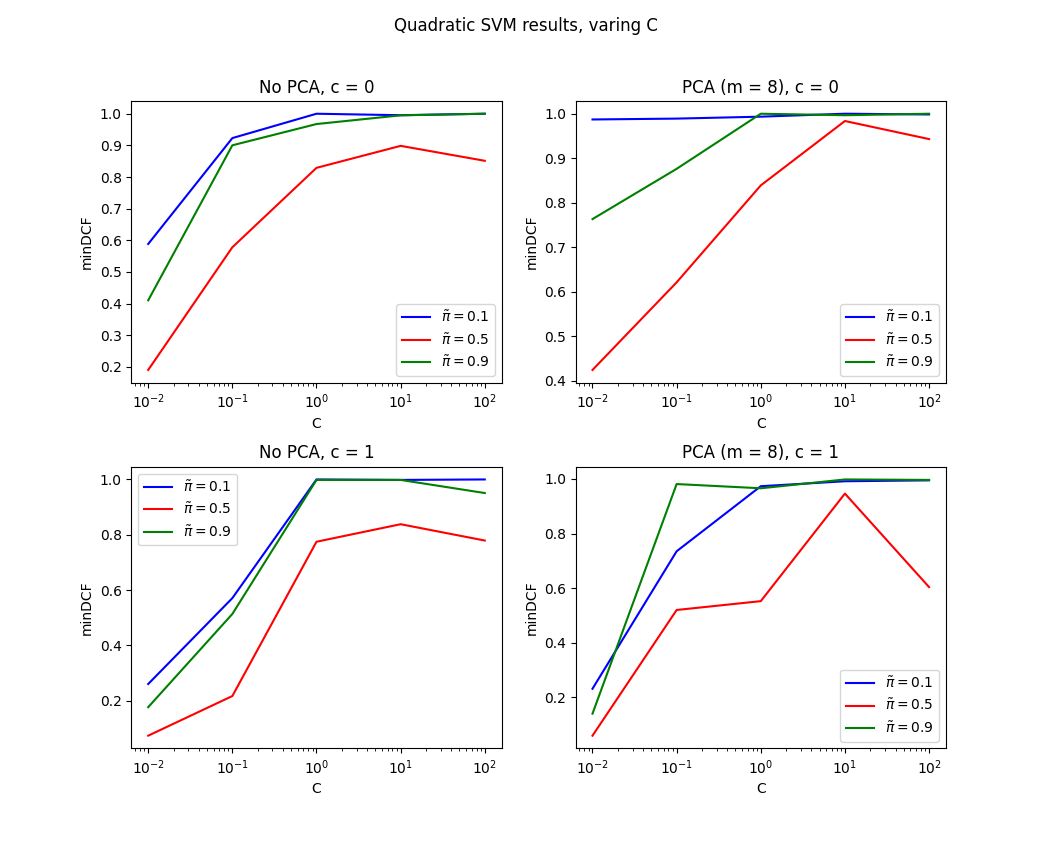 Quadratic SVM results, varing C
No PCA, c = 0
minDCF
1.0
0.9
0.8
0.7
0.6
0.5
0.4
0.3
0.2
π̃ = 0.1
π̃ = 0.5
π̃ = 0.9
10⁻² 10⁻¹ 10⁰ 10¹ 10²
C
PCA (m = 8), c = 0
minDCF
1.0
0.9
0.8
0.7
0.6
0.5
0.4
π̃ = 0.1
π̃ = 0.5
π̃ = 0.9
10⁻² 10⁻¹ 10⁰ 10¹ 10²
C
No PCA, c = 1
minDCF
1.0
0.8
0.6
0.4
0.2
π̃ = 0.1
π̃ = 0.5
π̃ = 0.9
10⁻² 10⁻¹ 10⁰ 10¹ 10²
C
PCA (m = 8), c = 1
minDCF
1.0
0.8
0.6
0.4
0.2
π̃ = 0.1
π̃ = 0.5
π̃ = 0.9
10⁻² 10⁻¹ 10⁰ 10¹ 10²
C